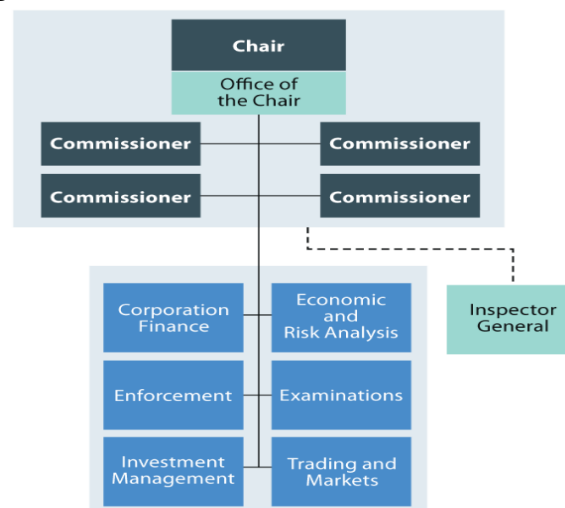 Chair
Office of
the Chair
Commissioner
Commissioner
Commissioner
Commissioner
Corporation
Finance
Economic
and
Risk Analysis
Inspector
General
Enforcement
Examinations
Investment
Management
Trading and
Markets